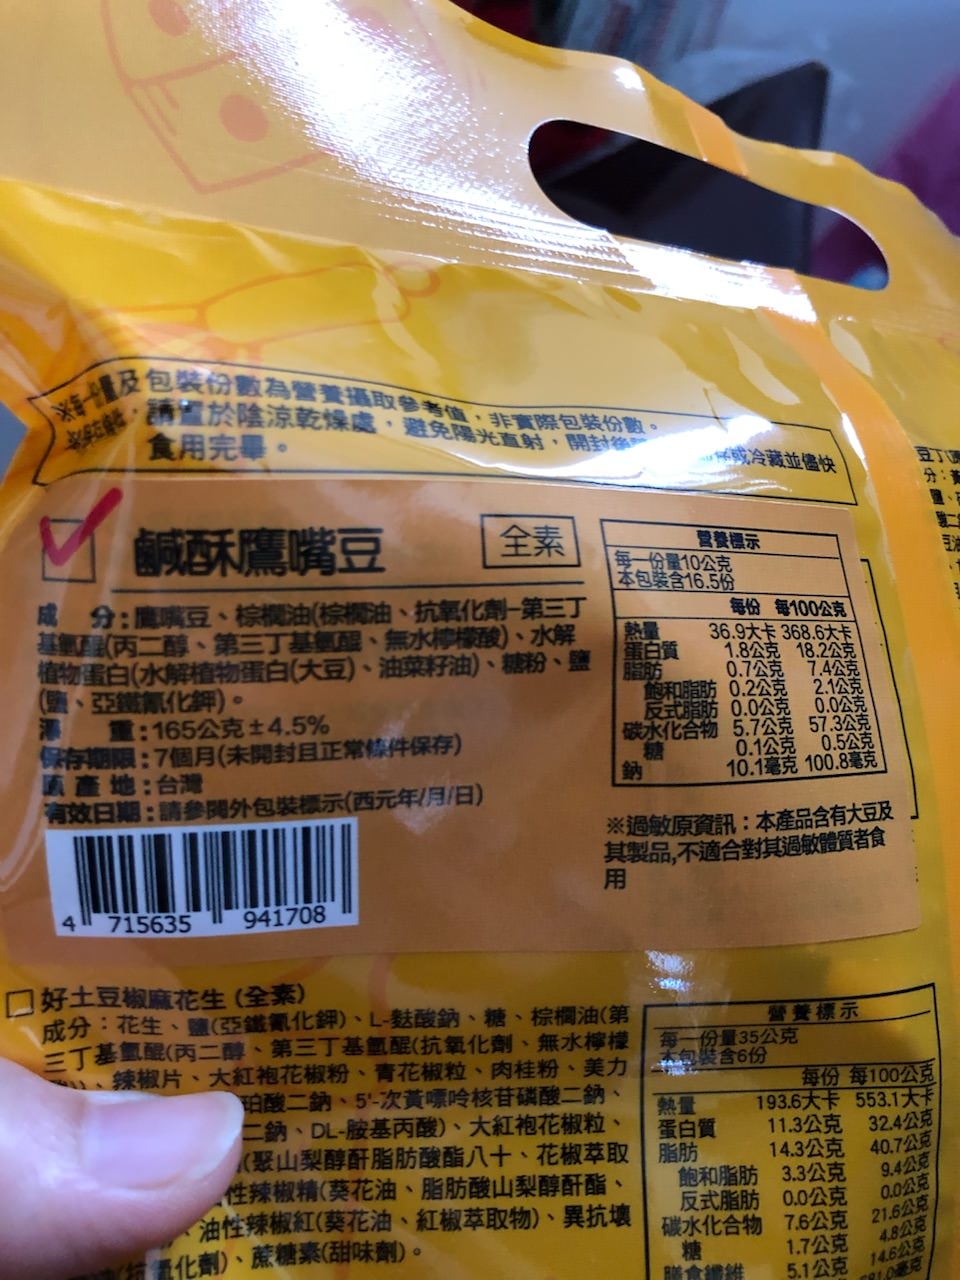 量及包裝份數為營養攝取參考值，非實際包裝份數。
請置於陰涼乾燥處，避免陽光直射，開封後
或冷藏並儘快
食用完畢。
鹹酥鷹嘴豆
全素
成 分：鷹嘴豆、棕櫚油(棕櫚油、抗氧化劑-第三丁
基氫醌(丙二醇、第三丁基氫醌、無水檸檬酸)、水解
植物蛋白(水解植物蛋白(大豆)、油菜籽油)、糖粉、鹽
(鹽、亞鐵氰化鉀)。
淨 重：165公克±4.5%
保存期限：7個月(未開封且正常條件保存)
原 產 地：台灣
有效日期：請參閱外包裝標示(西元年/月/日)
4 715635 941708
營養標示
每一份量10公克
本包裝含16.5份
每份 每100公克
熱量 36.9大卡 368.6大卡
蛋白質 1.8公克 18.2公克
脂肪 0.7公克 7.4公克
飽和脂肪 0.2公克 2.1公克
反式脂肪 0.0公克 0.0公克
碳水化合物 5.7公克 57.3公克
糖 0.1公克 0.5公克
鈉 10.1毫克 100.8毫克
※過敏原資訊：本產品含有大豆及
其製品,不適合對其過敏體質者食
用
好土豆椒麻花生 (全素)
成分：花生、鹽(亞鐵氰化鉀)、L-麩酸鈉、糖、棕櫚油(第
三丁基氫醌(丙二醇、第三丁基氫醌(抗氧化劑、無水檸檬
、辣椒片、大紅袍花椒粉、青花椒粒、肉桂粉、美力
珀酸二鈉、5'-次黃嘌呤核苷磷酸二鈉、
二鈉、DL-胺基丙酸)、大紅袍花椒粒、
(聚山梨醇酐脂肪酸酯八十、花椒萃取
性辣椒精(葵花油、脂肪酸山梨醇酐酯、
、油性辣椒紅(葵花油、紅椒萃取物)、異抗壞
氧化劑)、蔗糖素(甜味劑)。
營養標示
每一份量35公克
本包裝含6份
每份 每100公克
熱量 193.6大卡 553.1大卡
蛋白質 11.3公克 32.4公克
脂肪 14.3公克 40.7公克
飽和脂肪 3.3公克 9.4公克
反式脂肪 0.0公克 0.0公克
碳水化合物 7.6公克 21.6公克
糖 1.7公克 4.8公克
膳食纖維 5.1公克 14.6公克